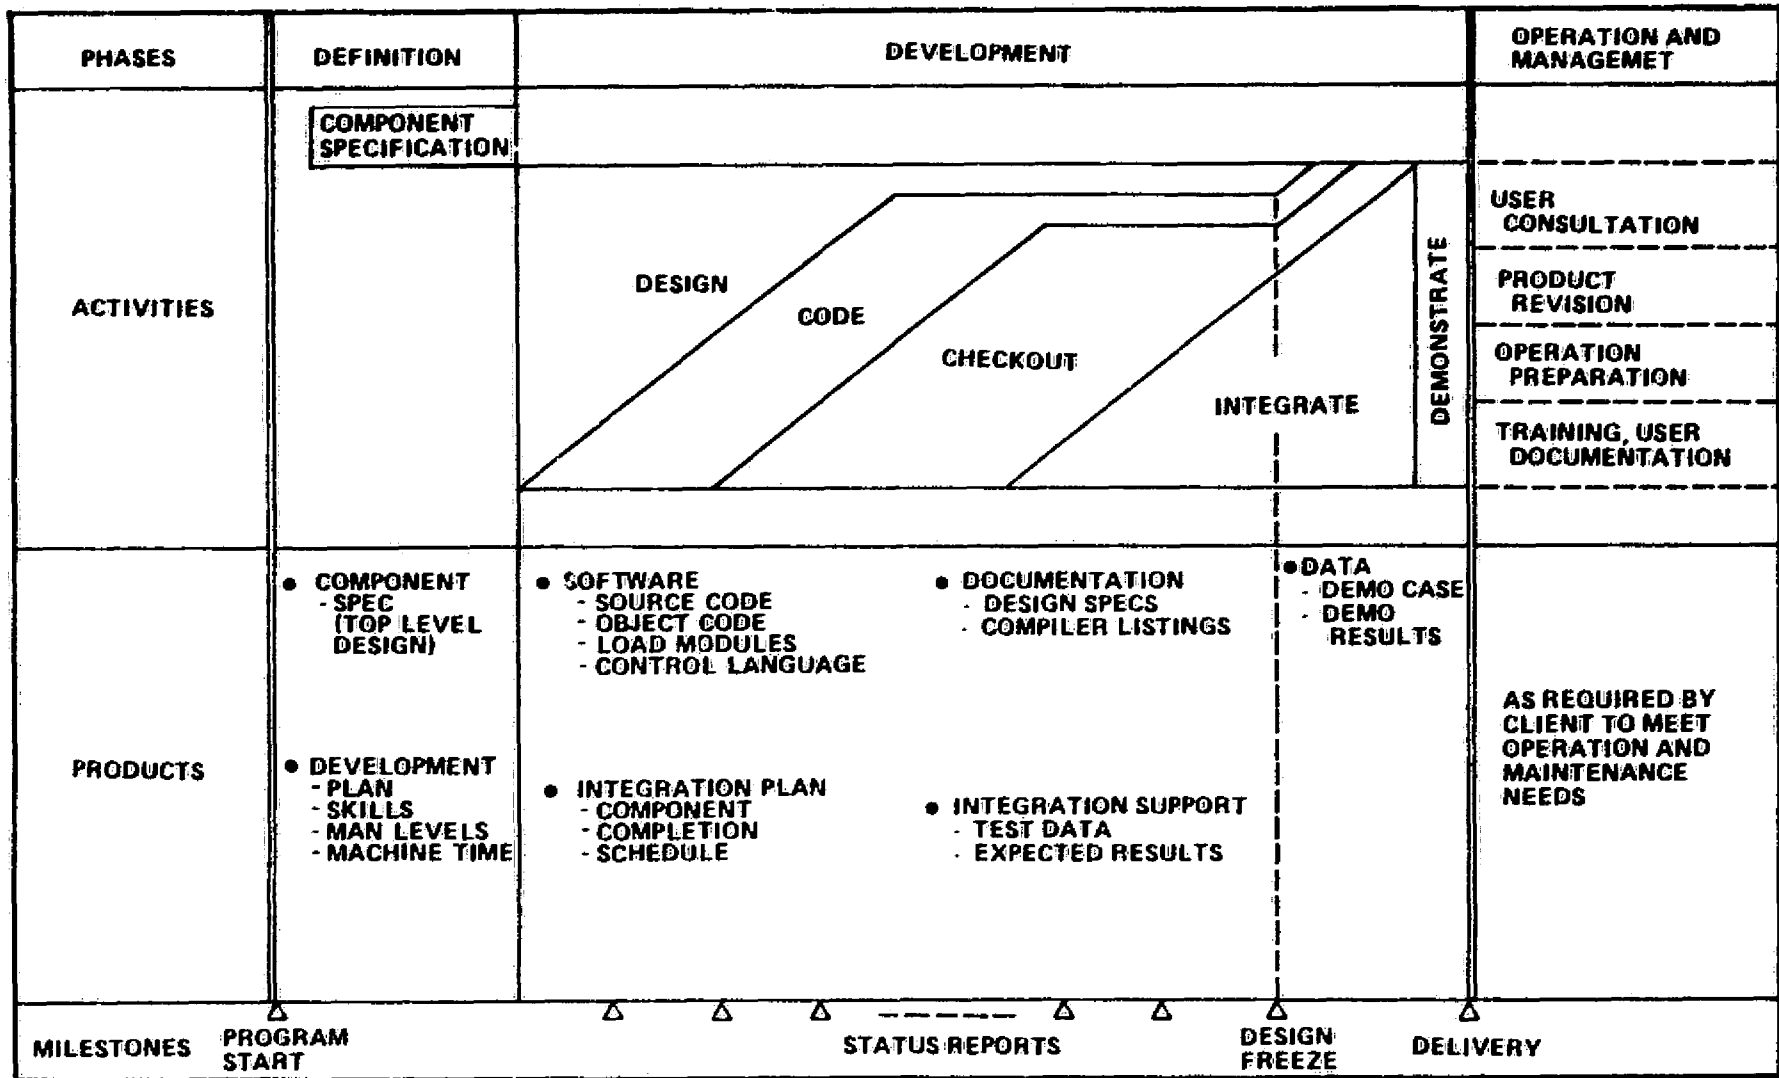 PHASES
DEFINITION
DEVELOPMENT
OPERATION AND
MANAGEMET
ACTIVITIES
COMPONENT
SPECIFICATION
DESIGN
CODE
CHECKOUT
INTEGRATE
DEMONSTRATE
USER
CONSULTATION
PRODUCT
REVISION
OPERATION
PREPARATION
TRAINING, USER
DOCUMENTATION
PRODUCTS
● COMPONENT
- SPEC
(TOP LEVEL
DESIGN)
● DEVELOPMENT
- PLAN
- SKILLS
- MAN LEVELS
- MACHINE TIME
● SOFTWARE
- SOURCE CODE
- OBJECT CODE
- LOAD MODULES
- CONTROL LANGUAGE
● INTEGRATION PLAN
- COMPONENT
- COMPLETION
- SCHEDULE
● DOCUMENTATION
- DESIGN SPECS
- COMPILER LISTINGS
● INTEGRATION SUPPORT
- TEST DATA
- EXPECTED RESULTS
● DATA
- DEMO CASE
- DEMO
RESULTS
AS REQUIRED BY
CLIENT TO MEET
OPERATION AND
MAINTENANCE
NEEDS
MILESTONES
PROGRAM
START
STATUS REPORTS
DESIGN
FREEZE
DELIVERY